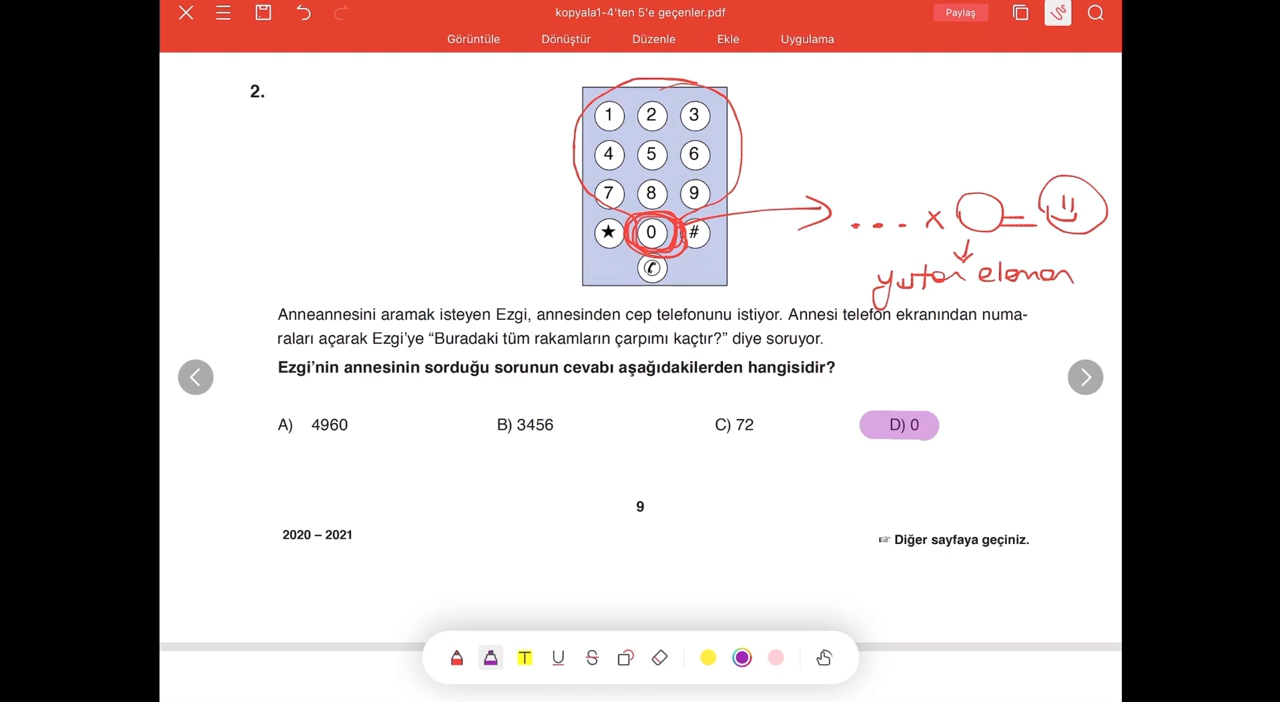 kopyala1-4'ten 5'e geçenler.pdf
Paylaş
Görüntüle Dönüştür Düzenle Ekle Uygulama
2.
1 2 3
4 5 6
7 8 9
★ 0 #
... x = 
yutan eleman
Anneannesini aramak isteyen Ezgi, annesinden cep telefonunu istiyor. Annesi telefon ekranından numa-
raları açarak Ezgi'ye “Buradaki tüm rakamların çarpımı kaçtır?” diye soruyor.
Ezgi'nin annesinin sorduğu sorunun cevabı aşağıdakilerden hangisidir?
A) 4960 B) 3456 C) 72 D) 0
9
2020 – 2021
☞ Diğer sayfaya geçiniz.
T U S